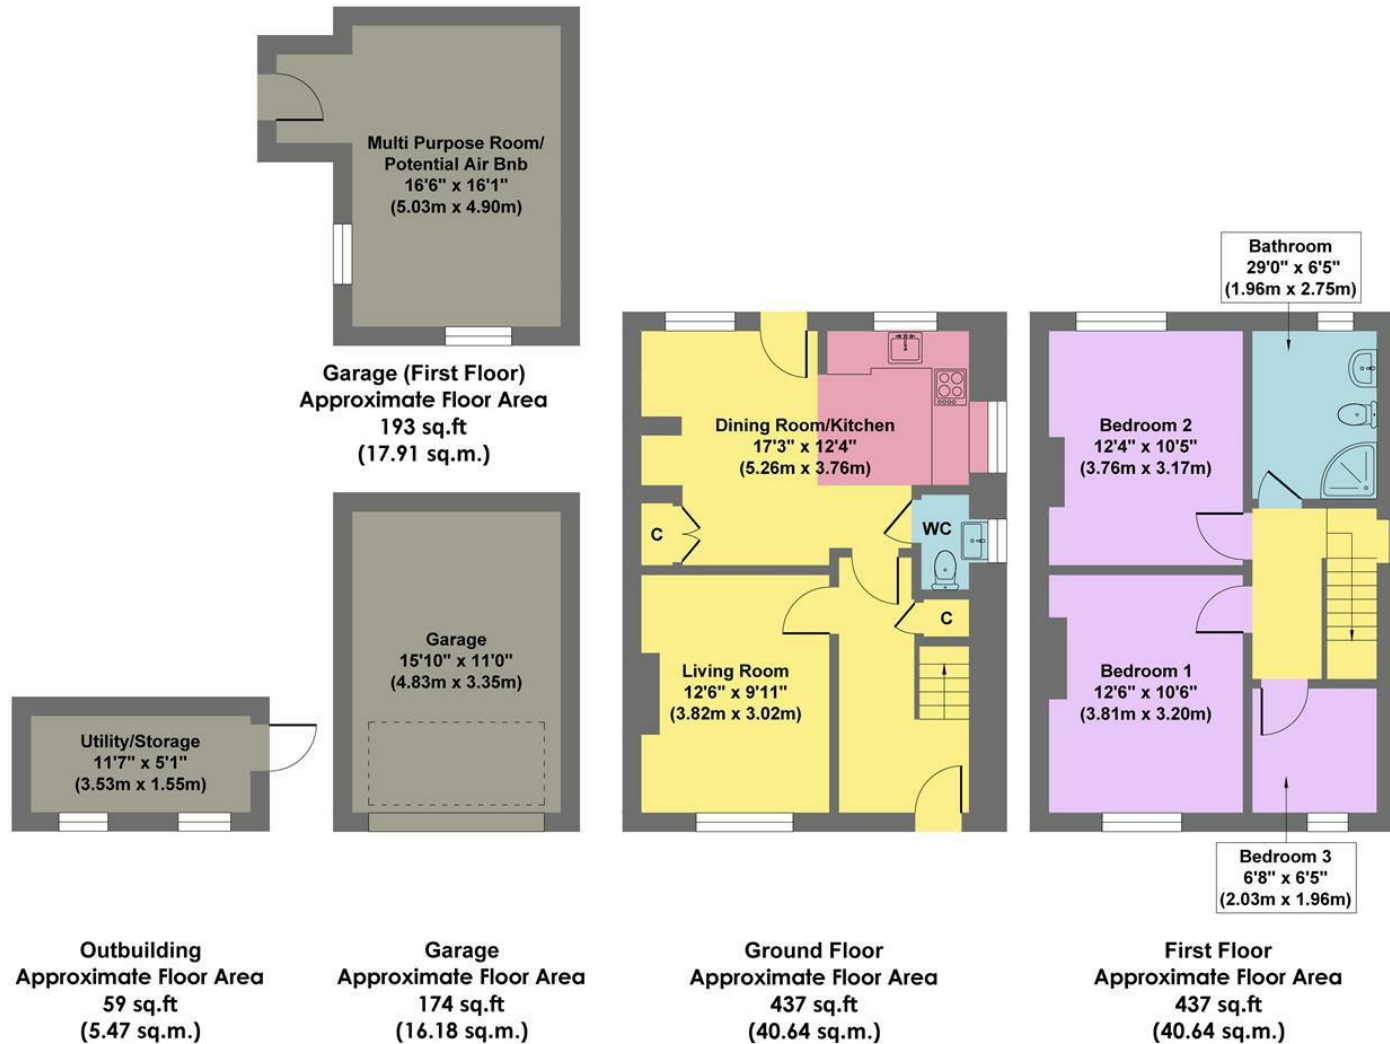 Multi Purpose Room/
Potential Air Bnb
16'6" x 16'1"
(5.03m x 4.90m)
Garage (First Floor)
Approximate Floor Area
193 sq.ft
(17.91 sq.m.)
Bathroom
29'0" x 6'5"
(1.96m x 2.75m)
Dining Room/Kitchen
17'3" x 12'4"
(5.26m x 3.76m)
C
WC
C
Living Room
12'6" x 9'11"
(3.82m x 3.02m)
Bedroom 2
12'4" x 10'5"
(3.76m x 3.17m)
Bedroom 1
12'6" x 10'6"
(3.81m x 3.20m)
Bedroom 3
6'8" x 6'5"
(2.03m x 1.96m)
Garage
15'10" x 11'0"
(4.83m x 3.35m)
Utility/Storage
11'7" x 5'1"
(3.53m x 1.55m)
Outbuilding
Approximate Floor Area
59 sq.ft
(5.47 sq.m.)
Garage
Approximate Floor Area
174 sq.ft
(16.18 sq.m.)
Ground Floor
Approximate Floor Area
437 sq.ft
(40.64 sq.m.)
First Floor
Approximate Floor Area
437 sq.ft
(40.64 sq.m.)